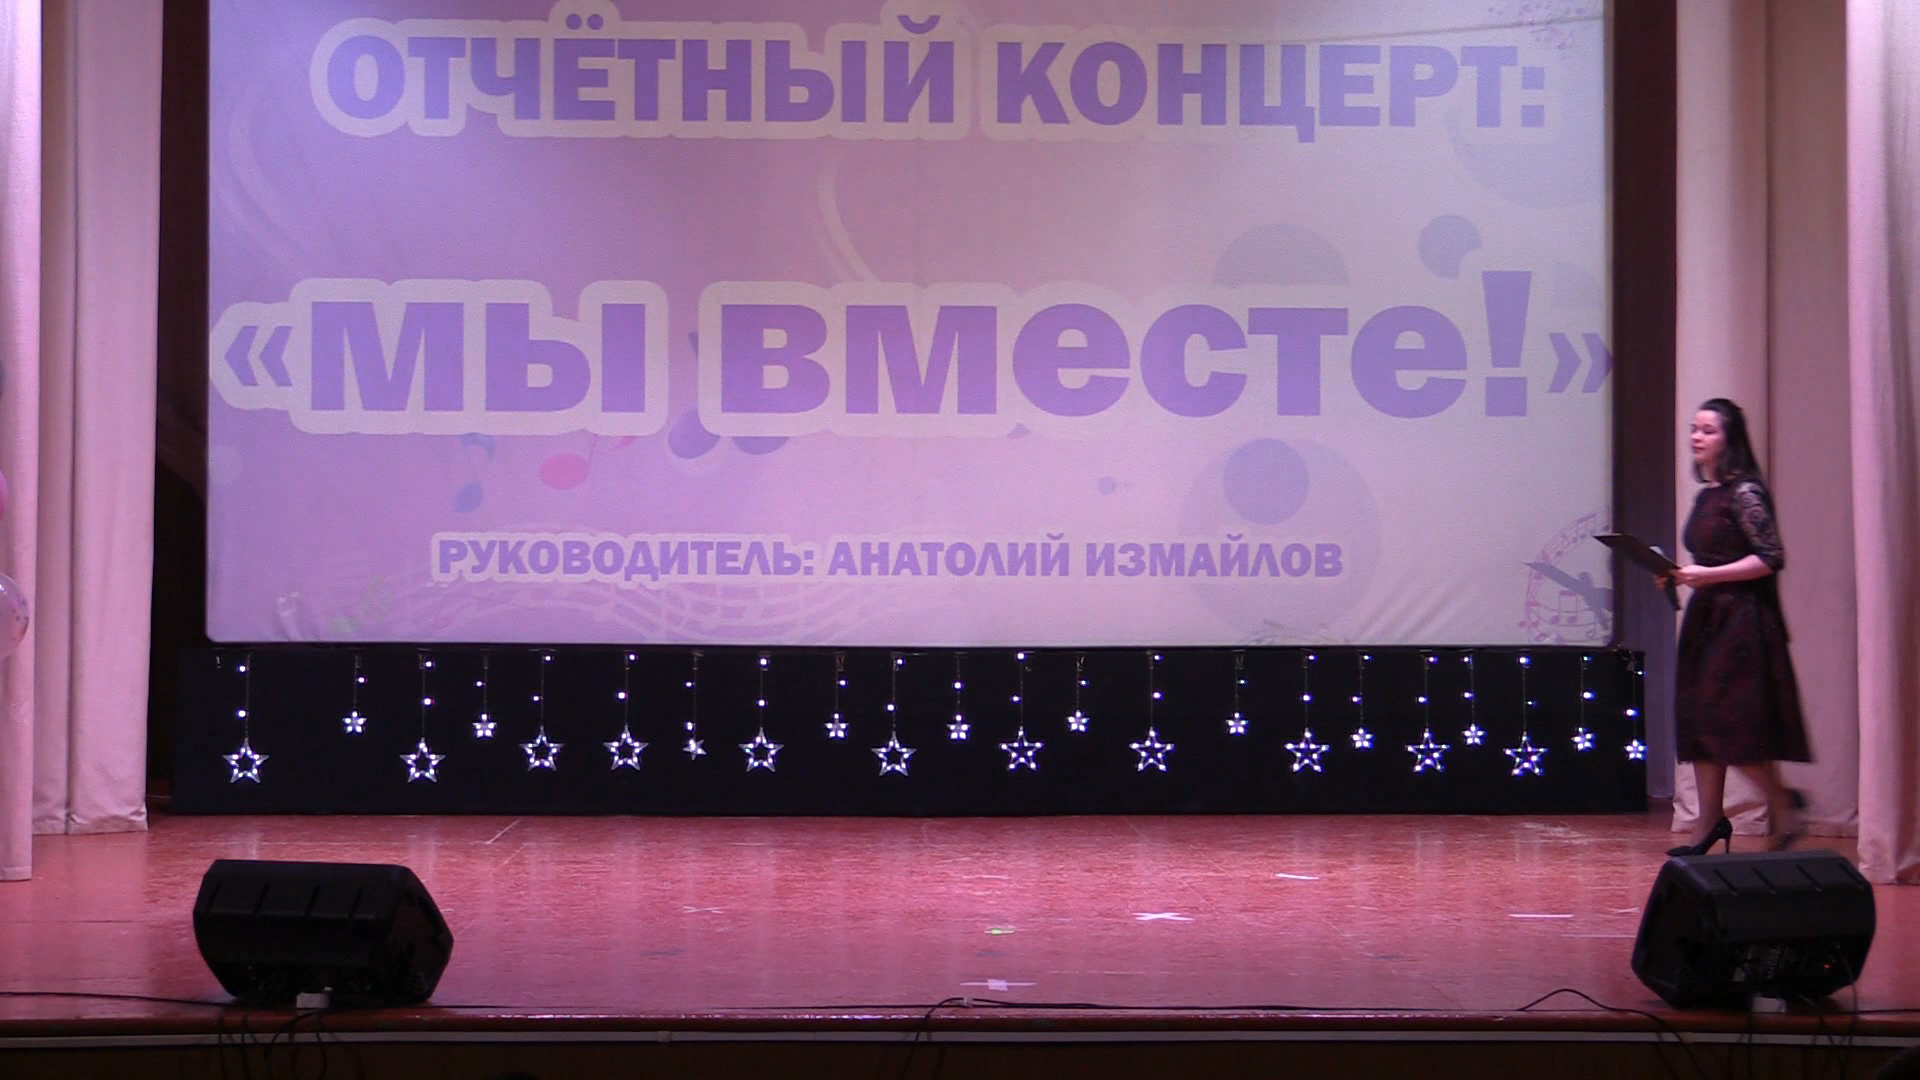 ОТЧЁТНЫЙ КОНЦЕРТ:
«МЫ ВМЕСТЕ!»
РУКОВОДИТЕЛЬ: АНАТОЛИЙ ИЗМАЙЛОВ